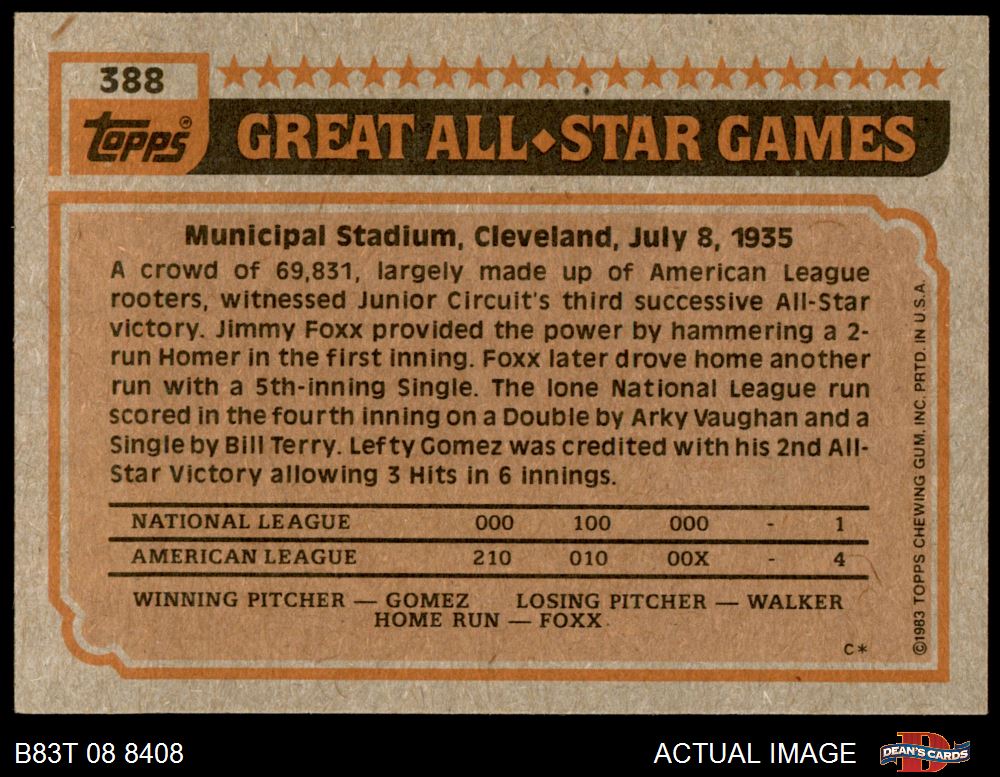 388
topps®
GREAT ALL◆STAR GAMES
Municipal Stadium, Cleveland, July 8, 1935
A crowd of 69,831, largely made up of American League
rooters, witnessed Junior Circuit's third successive All-Star
victory. Jimmy Foxx provided the power by hammering a 2-
run Homer in the first inning. Foxx later drove home another
run with a 5th-inning Single. The lone National League run
scored in the fourth inning on a Double by Arky Vaughan and a
Single by Bill Terry. Lefty Gomez was credited with his 2nd All-
Star Victory allowing 3 Hits in 6 innings.
NATIONAL LEAGUE 000 100 000 - 1
AMERICAN LEAGUE 210 010 00X - 4
WINNING PITCHER — GOMEZ LOSING PITCHER — WALKER
HOME RUN — FOXX
C*
©1983 TOPPS CHEWING GUM, INC. PRTD. IN U.S.A.
B83T 08 8408
ACTUAL IMAGE
DEAN'S CARDS